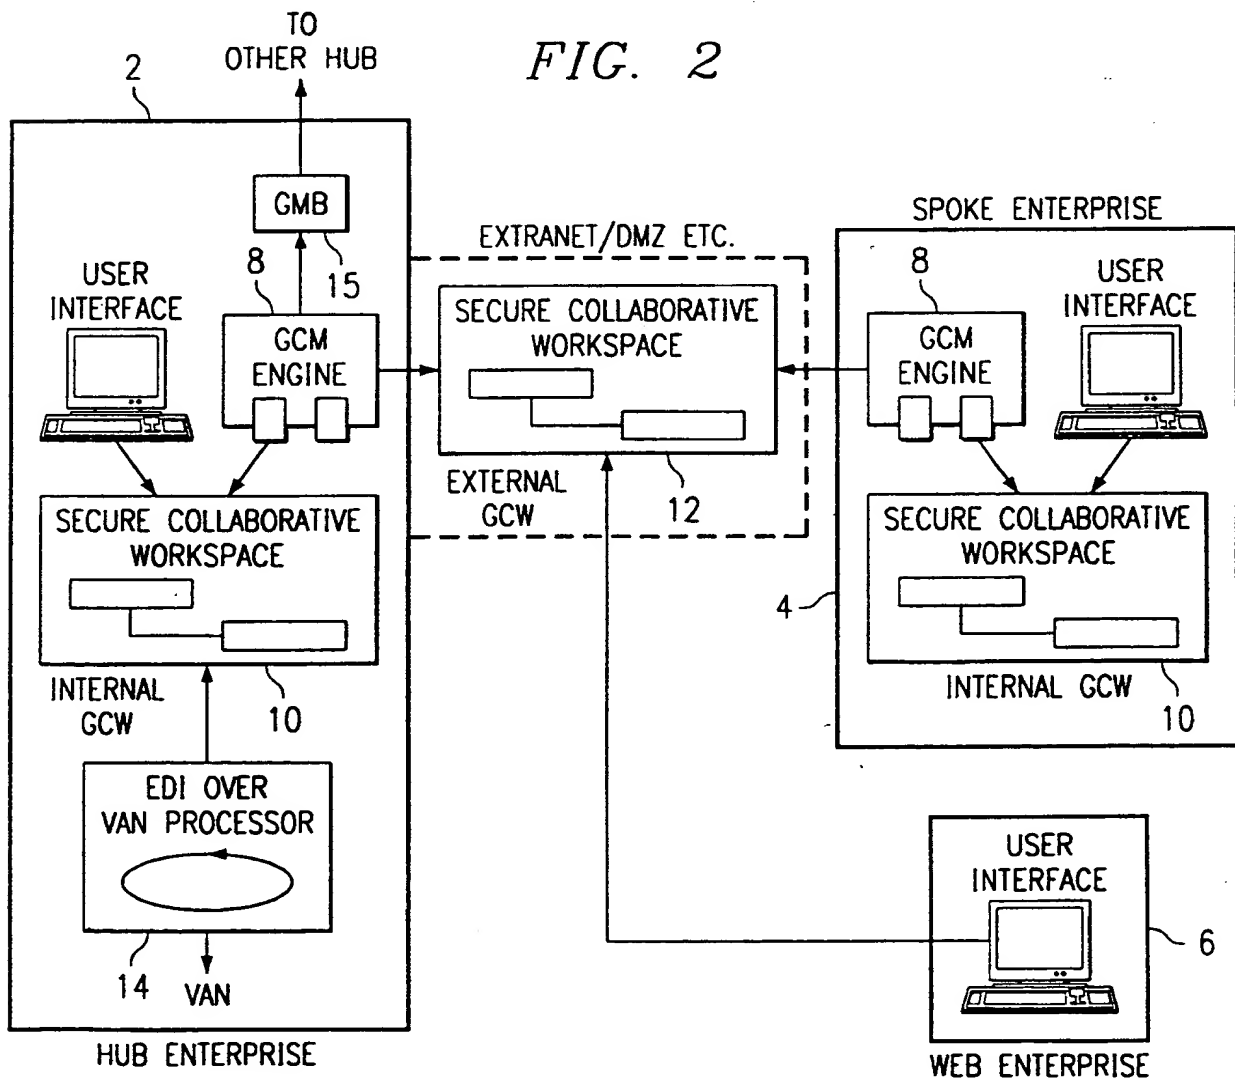 TO
OTHER HUB
FIG. 2
2
GMB
15
8
USER
INTERFACE
GCM
ENGINE
SECURE COLLABORATIVE
WORKSPACE
INTERNAL
GCW
10
EDI OVER
VAN PROCESSOR
14
VAN
HUB ENTERPRISE
EXTRANET/DMZ ETC.
SECURE COLLABORATIVE
WORKSPACE
EXTERNAL
GCW
12
SPOKE ENTERPRISE
8
USER
INTERFACE
GCM
ENGINE
SECURE COLLABORATIVE
WORKSPACE
4
INTERNAL GCW
10
USER
INTERFACE
6
WEB ENTERPRISE